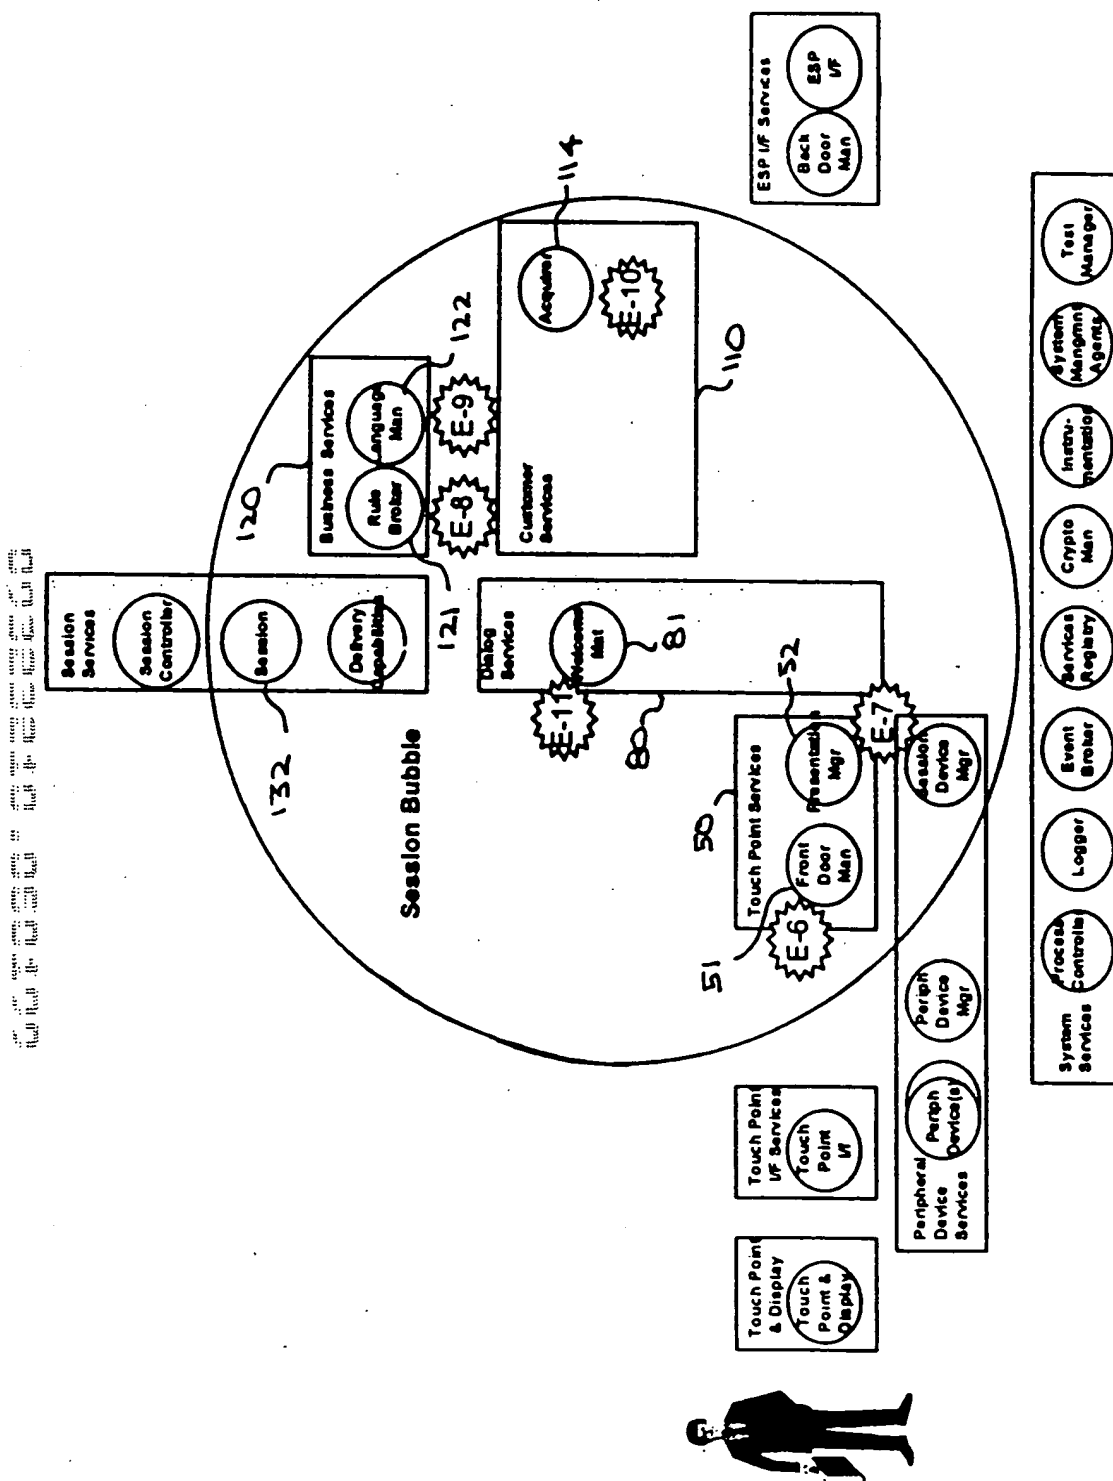 Session
Services
Session
Controller
Session
Delivery
Capabilities
132
120
Business Services
Rule
Broker
Language
Man
121
122
E-8
E-9
Session Bubble
Dialog
Services
Welcome
Mat
E-11
81
80
Customer
Services
Acquirer
114
E-10
110
50
52
51
Touch Point Services
Front
Door
Man
Presentation
Mgr
E-6
E-7
Touch Point
& Display
Touch
Point &
Display
Touch Point
I/F Services
Touch
Point
I/f
ESP I/F Services
Back
Door
Man
ESP
I/F
Peripheral
Device
Services
Periph
Device(s)
Periph
Device
Mgr
Session
Device
Mgr
System
Services
Process
Controller
Logger
Event
Broker
Services
Registry
Crypto
Man
Instru-
mentation
System
Mangmnt
Agents
Test
Manager